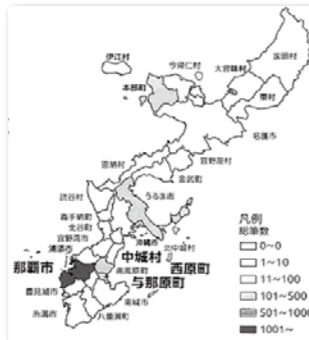 伊江村
今帰仁村
本部町
大宜味村
国頭村
東村
名護市
恩納村
宜野座村
金武町
読谷村
うるま市
嘉手納町
北谷町
宜野湾市
沖縄市
浦添市
中城村
北中城村
那覇市
南風原町
西原町
与那原町
豊見城市
南城市
糸満市
八重瀬町
凡例
総筆数
0~0
1~10
11~100
101~500
501~1000
1001~